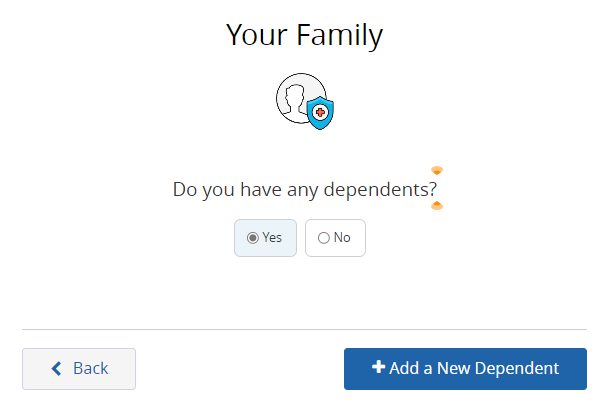 Your Family
Do you have any dependents?
Yes No
Back
Add a New Dependent